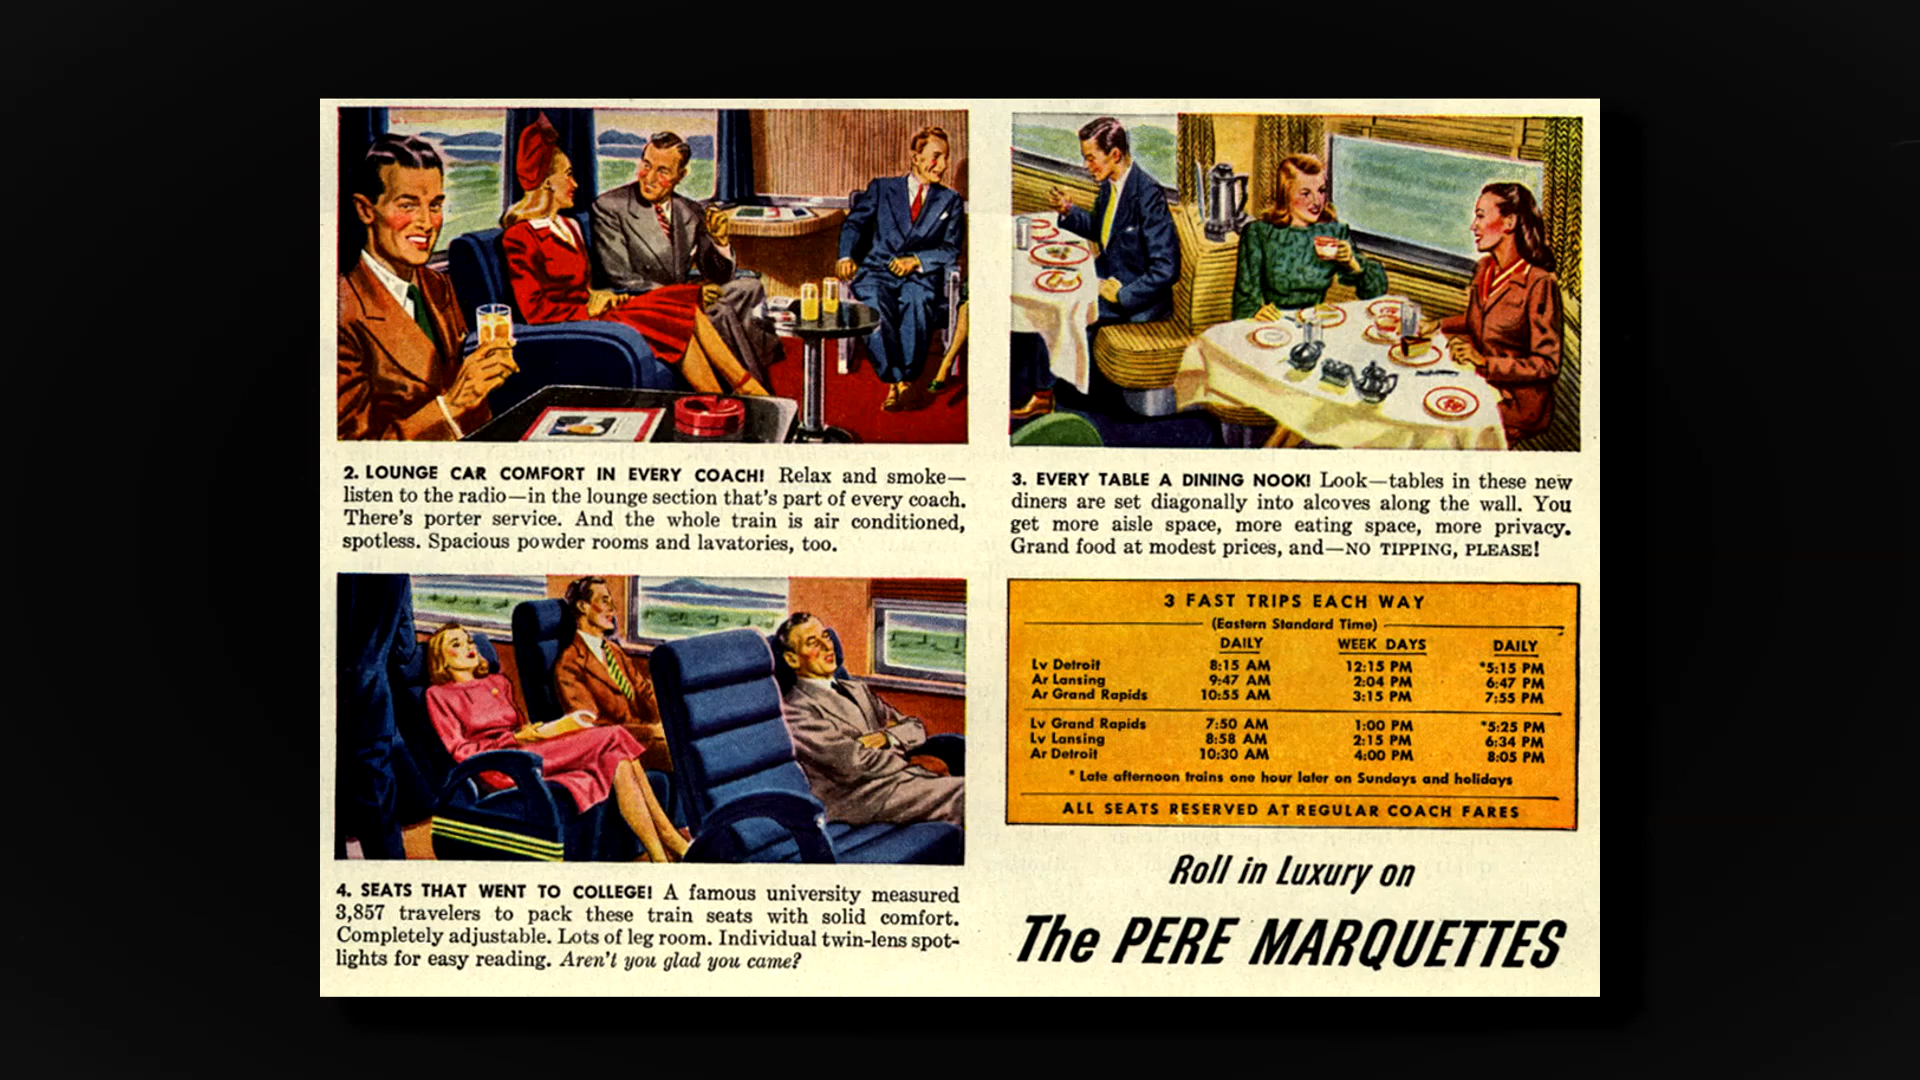 2. LOUNGE CAR COMFORT IN EVERY COACH! Relax and smoke—
listen to the radio—in the lounge section that's part of every coach.
There's porter service. And the whole train is air conditioned,
spotless. Spacious powder rooms and lavatories, too.
3. EVERY TABLE A DINING NOOK! Look—tables in these new
diners are set diagonally into alcoves along the wall. You
get more aisle space, more eating space, more privacy.
Grand food at modest prices, and—NO TIPPING, PLEASE!
4. SEATS THAT WENT TO COLLEGE! A famous university measured
3,857 travelers to pack these train seats with solid comfort.
Completely adjustable. Lots of leg room. Individual twin-lens spot-
lights for easy reading. Aren't you glad you came?
3 FAST TRIPS EACH WAY
(Eastern Standard Time)
DAILY WEEK DAYS DAILY
Lv Detroit 8:15 AM 12:15 PM *5:15 PM
Ar Lansing 9:47 AM 2:04 PM 6:47 PM
Ar Grand Rapids 10:55 AM 3:15 PM 7:55 PM
Lv Grand Rapids 7:50 AM 1:00 PM *5:25 PM
Lv Lansing 8:58 AM 2:15 PM 6:34 PM
Ar Detroit 10:30 AM 4:00 PM 8:05 PM
* Late afternoon trains one hour later on Sundays and holidays
ALL SEATS RESERVED AT REGULAR COACH FARES
Roll in Luxury on
The PERE MARQUETTES